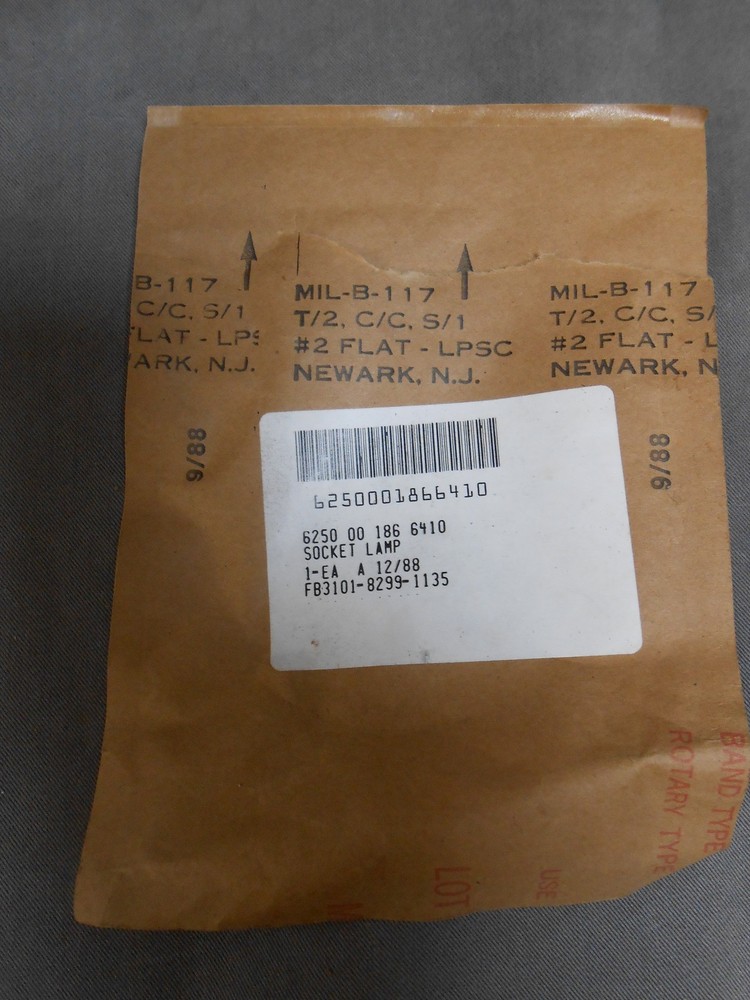 B-117
C/C, S/1
FLAT - LPS
ARK, N.J.
9/88
MIL-B-117
T/2, C/C, S/1
#2 FLAT - LPSC
NEWARK, N.J.
MIL-B-117
T/2, C/C, S/
#2 FLAT - L
NEWARK, N
9/88
6250001866410
6250 00 186 6410
SOCKET LAMP
1-EA A 12/88
FB3101-8299-1135
BAND TYPE
ROTARY TYPE
USE
LOT